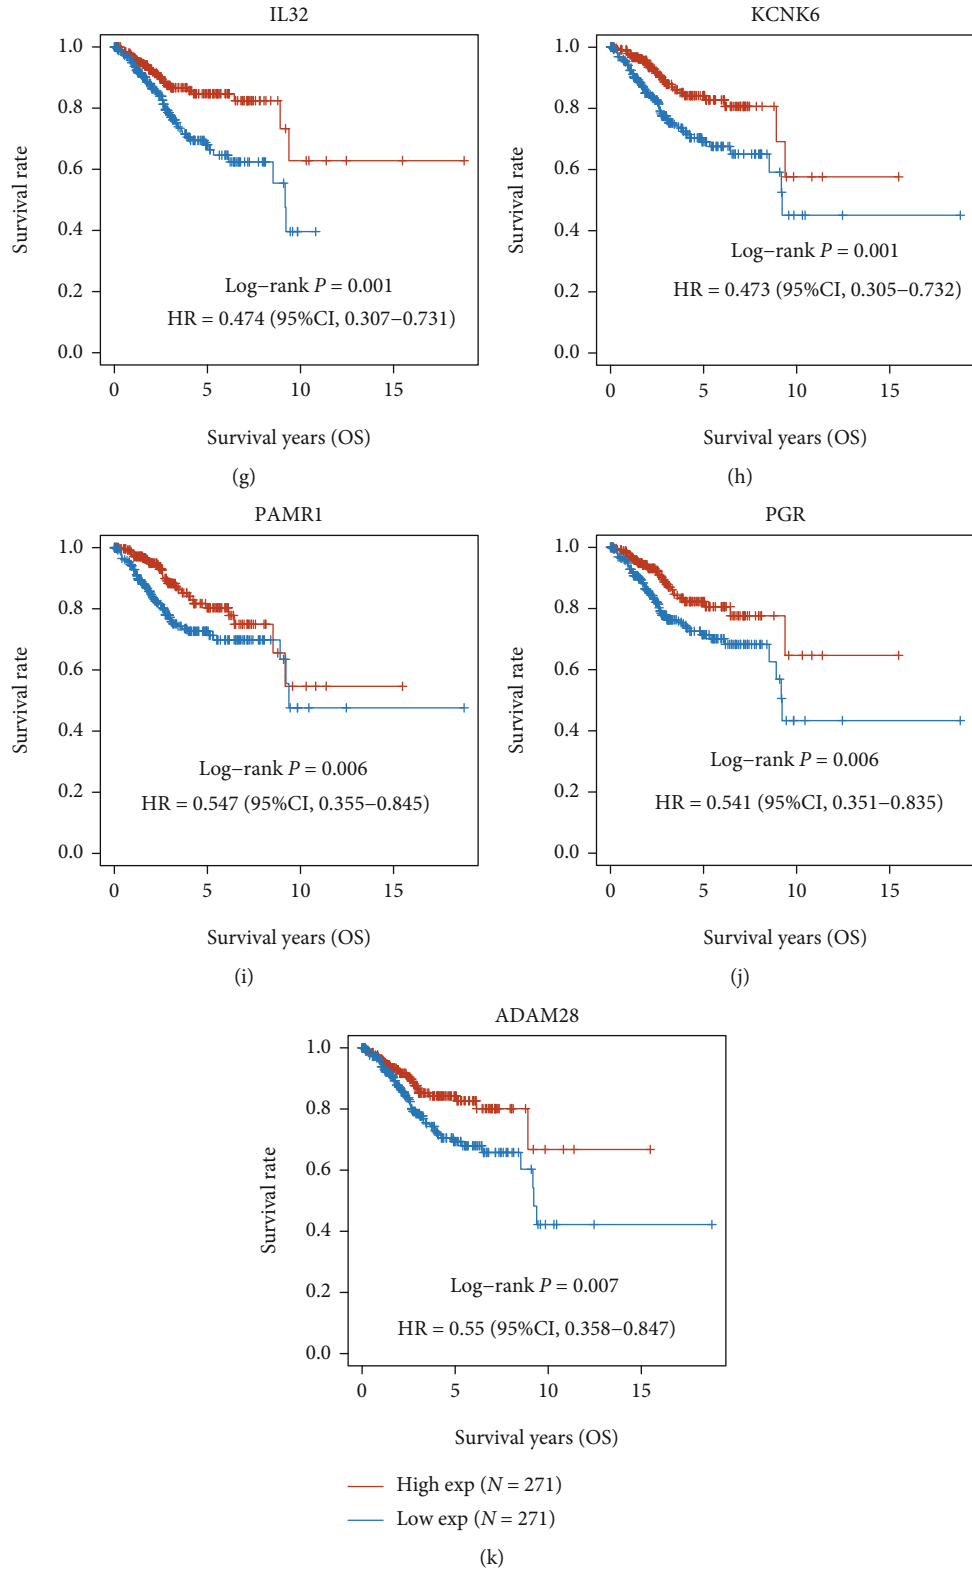 IL32
1.0
0.8
0.6
0.4
0.2
0.0
Survival rate
Log−rank P = 0.001
HR = 0.474 (95%CI, 0.307−0.731)
0 5 10 15
Survival years (OS)
(g)
KCNK6
1.0
0.8
0.6
0.4
0.2
0.0
Survival rate
Log−rank P = 0.001
HR = 0.473 (95%CI, 0.305−0.732)
0 5 10 15
Survival years (OS)
(h)
PAMR1
1.0
0.8
0.6
0.4
0.2
0.0
Survival rate
Log−rank P = 0.006
HR = 0.547 (95%CI, 0.355−0.845)
0 5 10 15
Survival years (OS)
(i)
PGR
1.0
0.8
0.6
0.4
0.2
0.0
Survival rate
Log−rank P = 0.006
HR = 0.541 (95%CI, 0.351−0.835)
0 5 10 15
Survival years (OS)
(j)
ADAM28
1.0
0.8
0.6
0.4
0.2
0.0
Survival rate
Log−rank P = 0.007
HR = 0.55 (95%CI, 0.358−0.847)
0 5 10 15
Survival years (OS)
High exp (N = 271)
Low exp (N = 271)
(k)